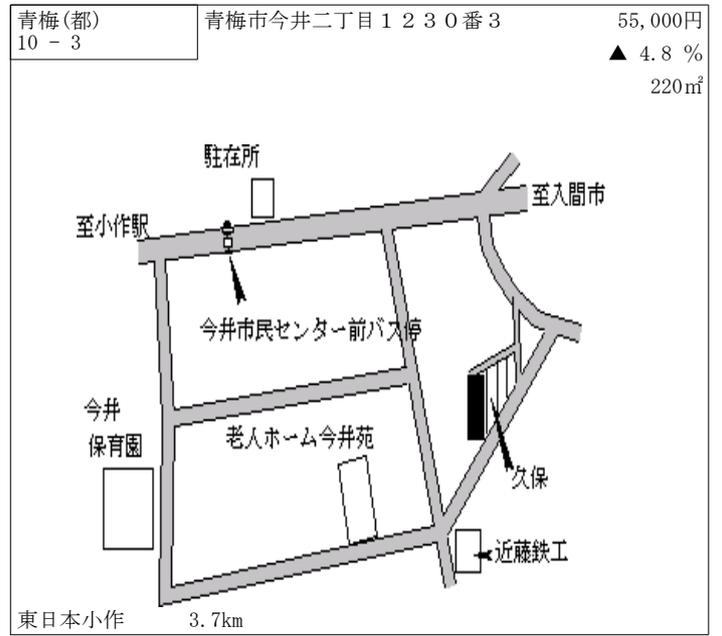 青梅(都)
10 － 3
青梅市今井二丁目１２３０番３
55,000円
▲ 4.8 %
220㎡
駐在所
至入間市
至小作駅
今井市民センター前バス停
今井
保育園
老人ホーム今井苑
久保
近藤鉄工
東日本小作 3.7km